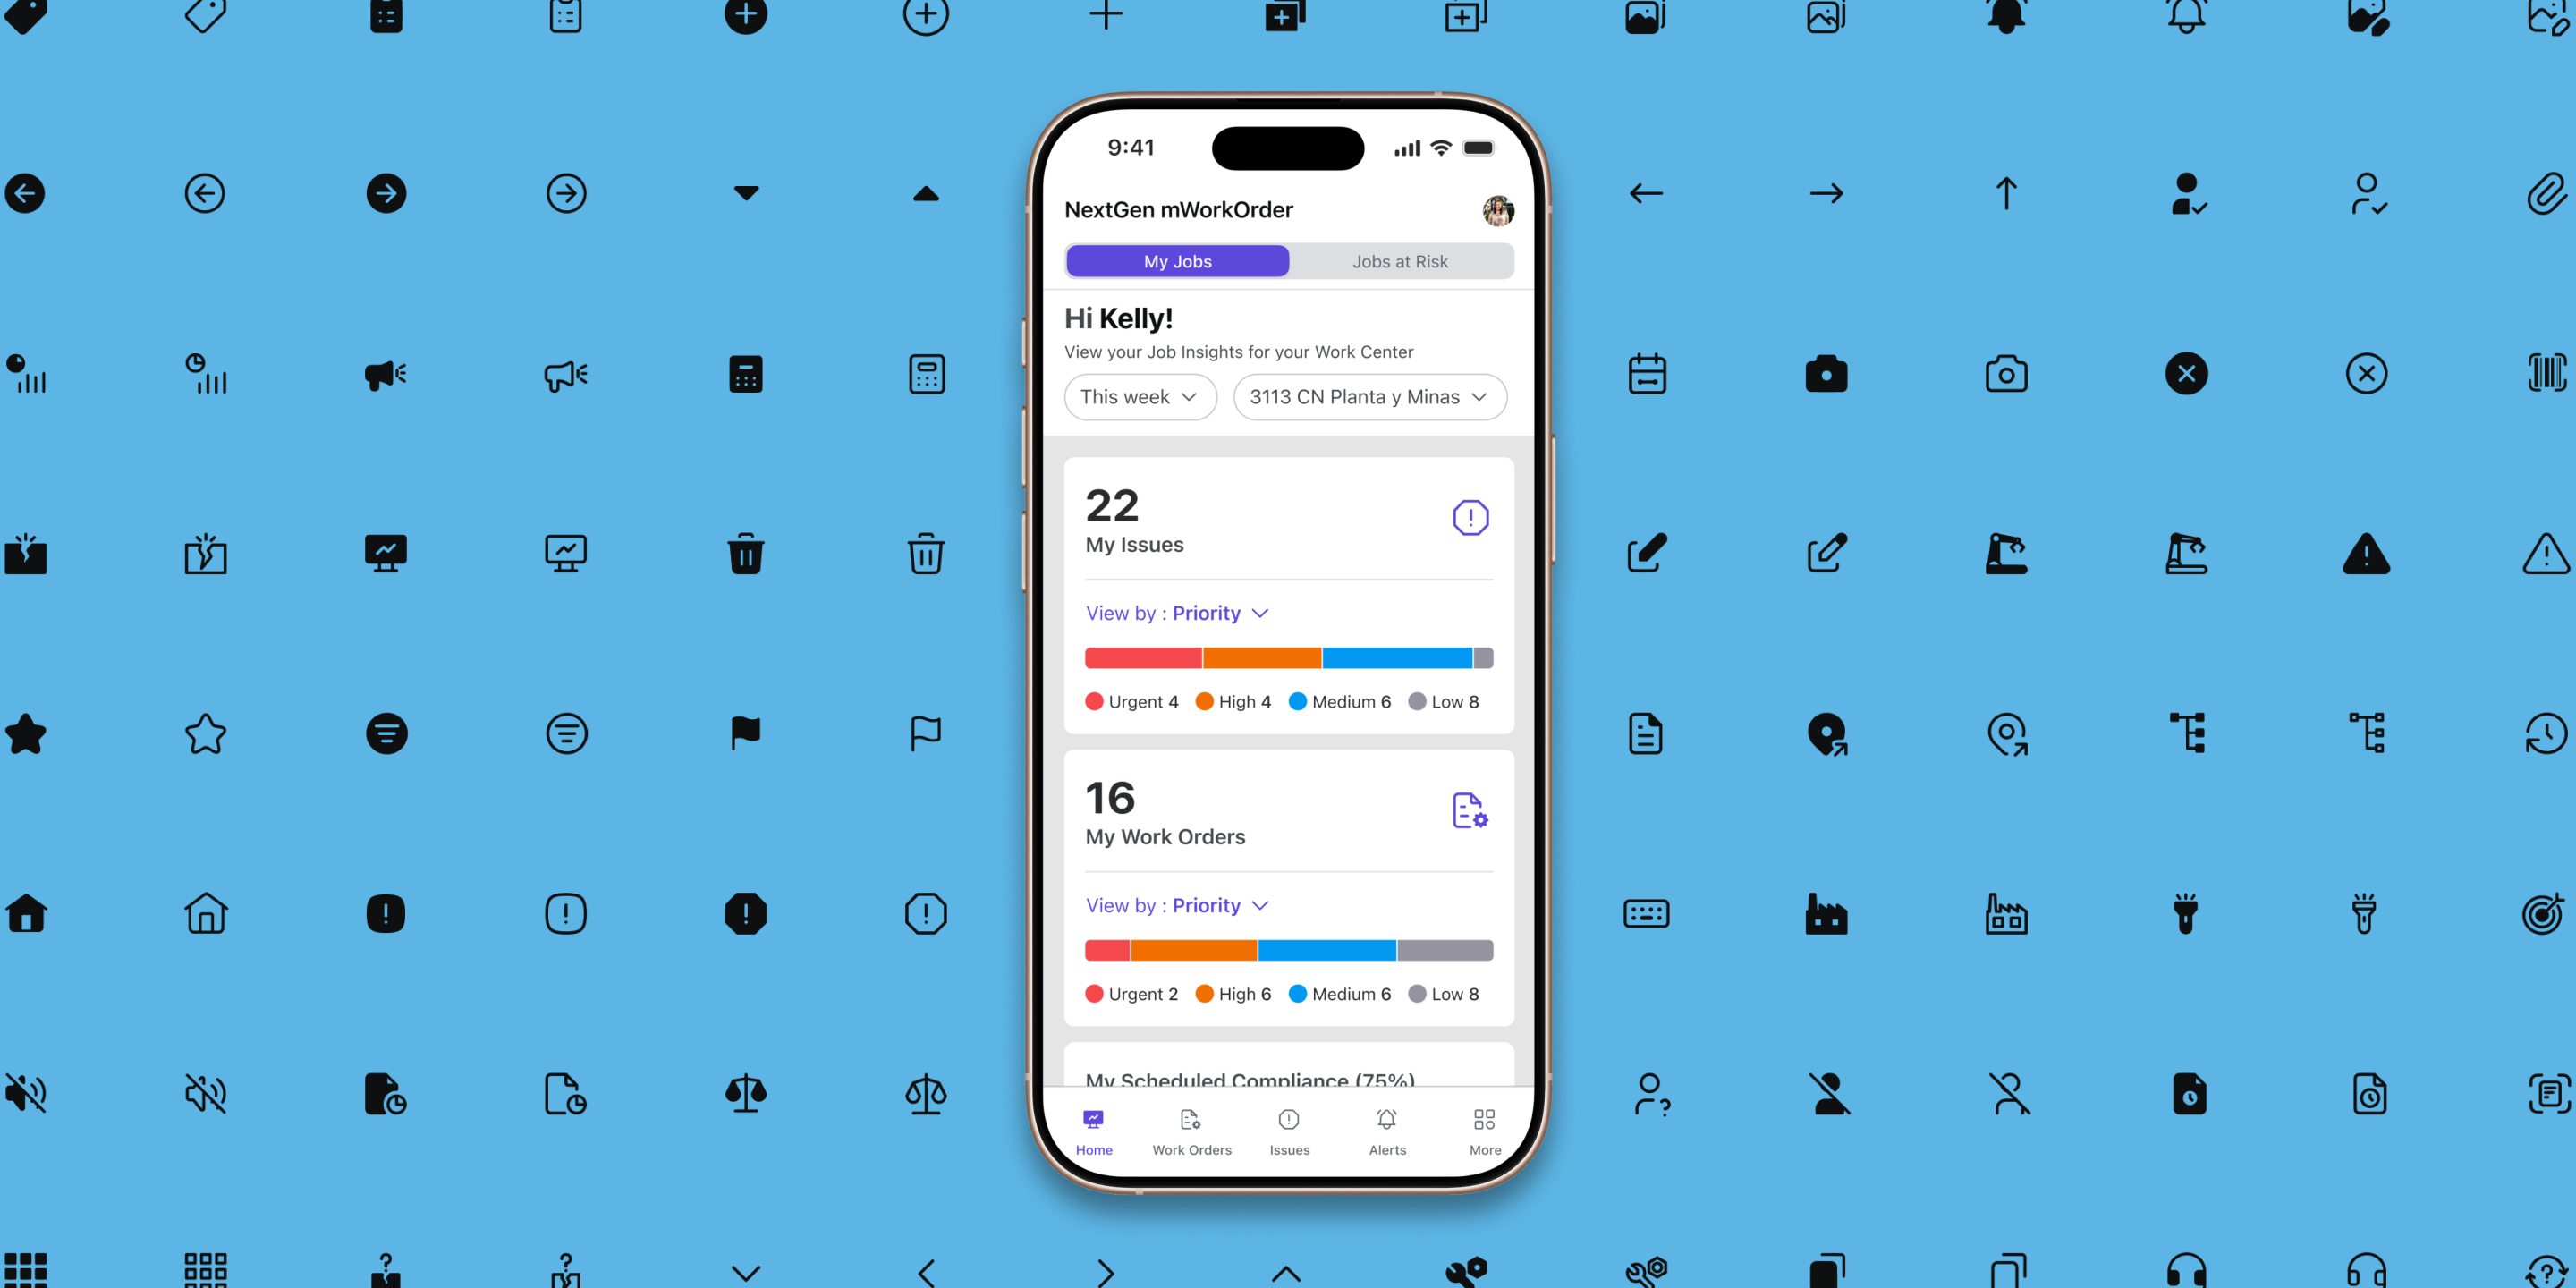 9:41
NextGen mWorkOrder
My Jobs
Jobs at Risk
Hi Kelly!
View your Job Insights for your Work Center
This week
3113 CN Planta y Minas
22
My Issues
View by : Priority
Urgent 4 High 4 Medium 6 Low 8
16
My Work Orders
View by : Priority
Urgent 2 High 6 Medium 6 Low 8
My Scheduled Compliance (75%)
Home Work Orders Issues Alerts More